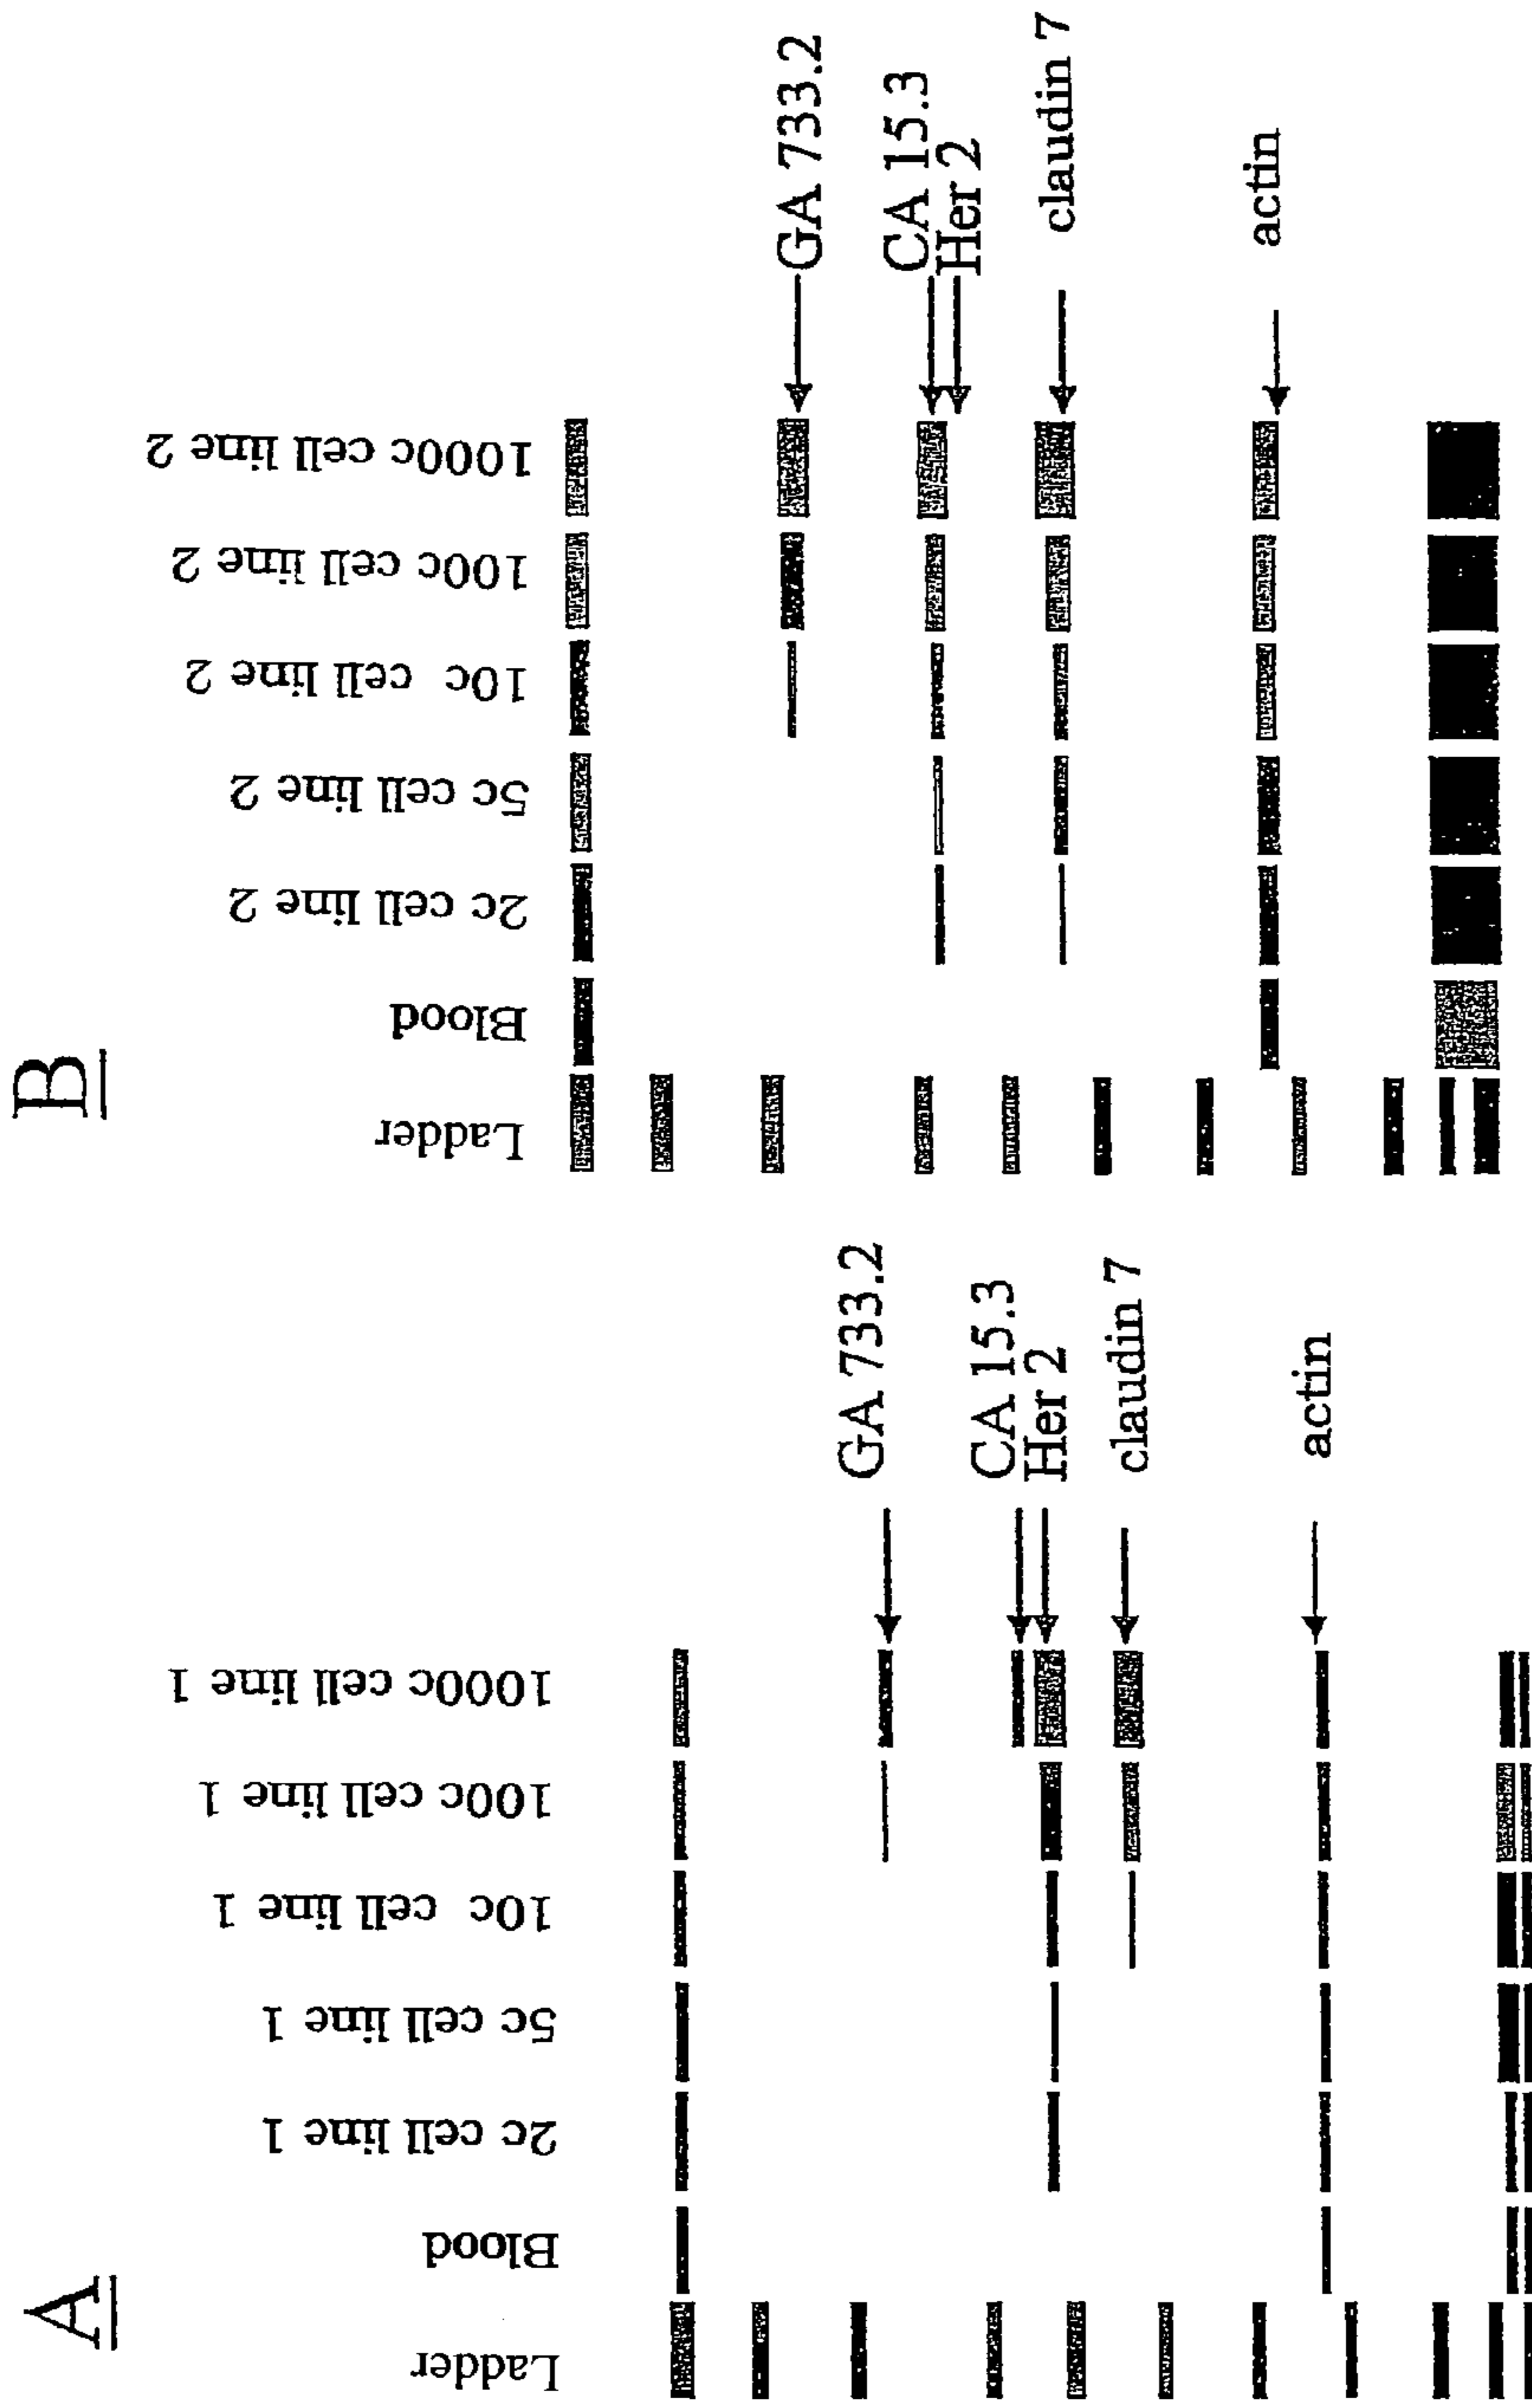 A
Ladder
Blood
2c cell line 1
5c cell line 1
10c cell line 1
100c cell line 1
1000c cell line 1
GA 733.2
CA 15.3
Her 2
claudin 7
actin
B
Ladder
Blood
2c cell line 2
5c cell line 2
10c cell line 2
100c cell line 2
1000c cell line 2
GA 733.2
CA 15.3
Her 2
claudin 7
actin